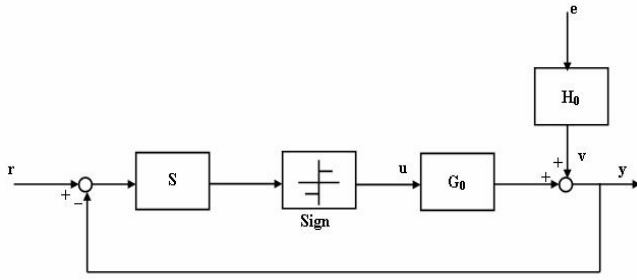 e
H₀
r
+
−
S
Sign
u
G₀
+
+
v
y